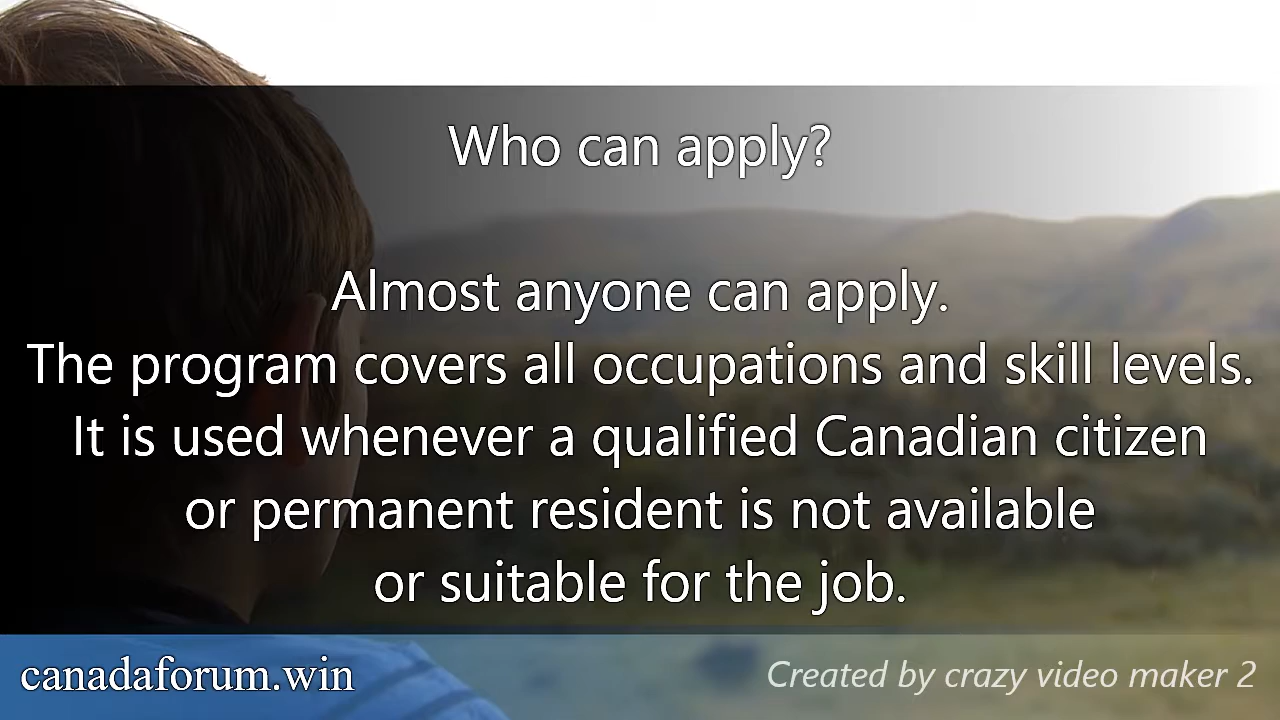 Who can apply?
Almost anyone can apply.
The program covers all occupations and skill levels.
It is used whenever a qualified Canadian citizen
or permanent resident is not available
or suitable for the job.
canadaforum.win
Created by crazy video maker 2